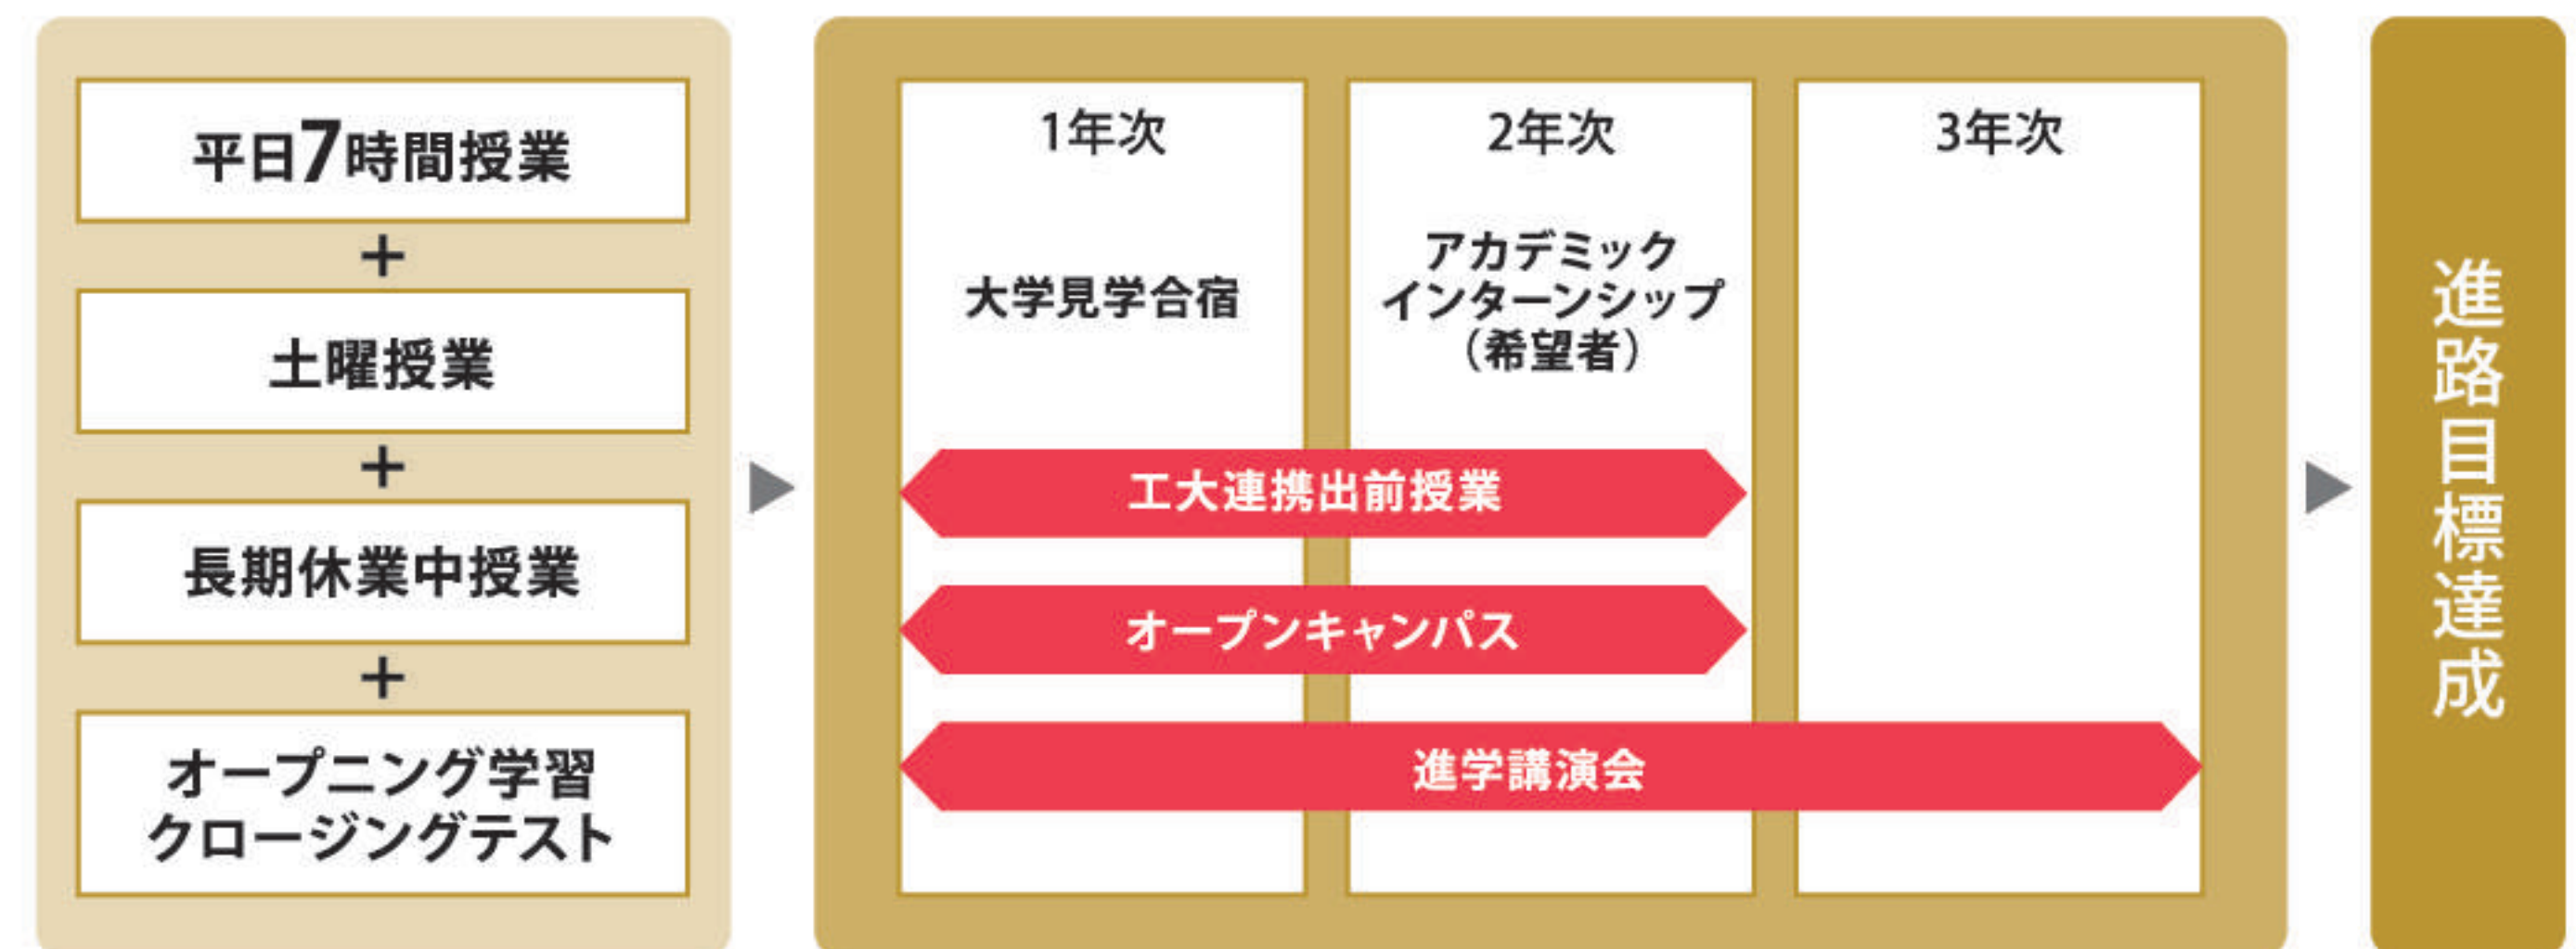 平日7時間授業
+
土曜授業
+
長期休業中授業
+
オープニング学習
クロージングテスト
1年次
大学見学合宿
2年次
アカデミック
インターンシップ
（希望者）
3年次
工大連携出前授業
オープンキャンパス
進学講演会
進路目標達成